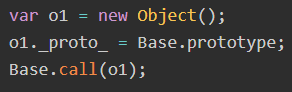 var o1 = new Object();
o1._proto_ = Base.prototype;
Base.call(o1);